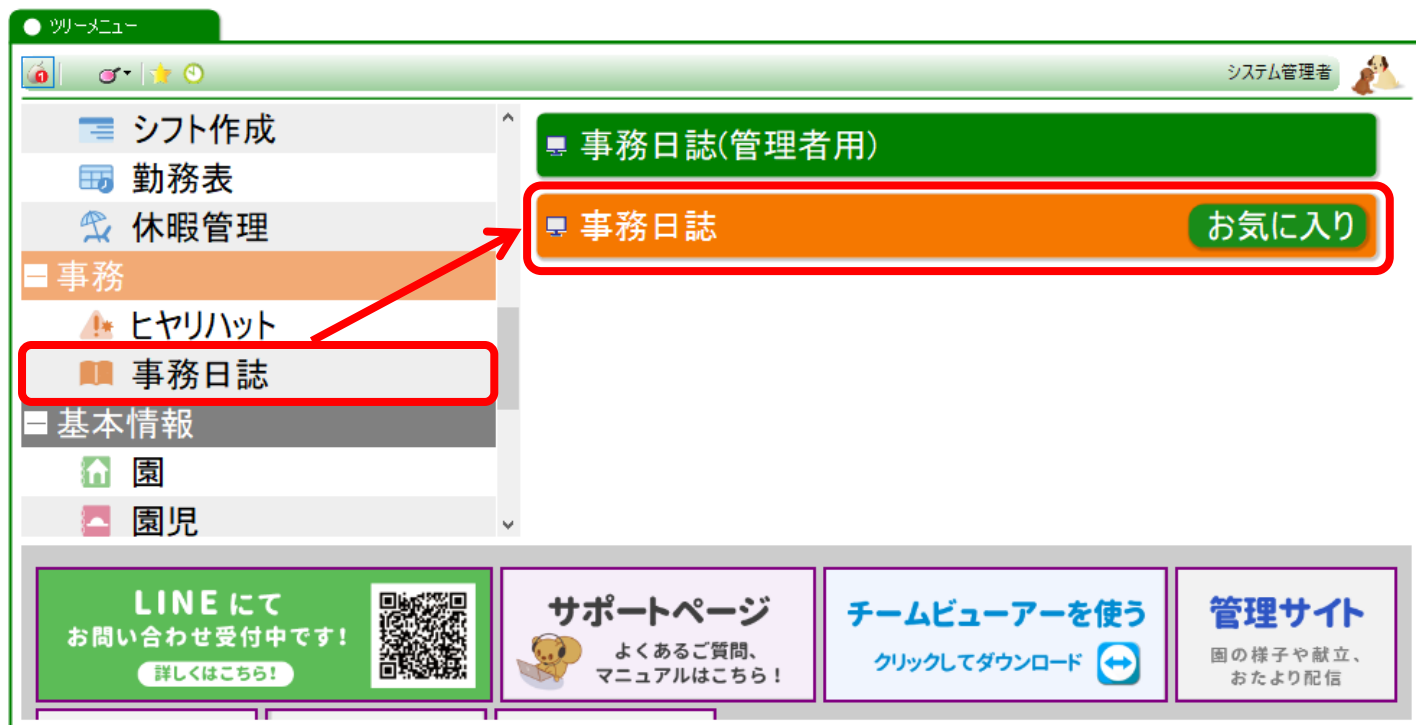 ツリーメニュー
システム管理者
シフト作成
勤務表
休暇管理
事務
ヒヤリハット
事務日誌
基本情報
園
園児
事務日誌(管理者用)
事務日誌
お気に入り
LINEにて
お問い合わせ受付中です!
詳しくはこちら!
サポートページ
よくあるご質問、
マニュアルはこちら!
チームビューアーを使う
クリックしてダウンロード
管理サイト
園の様子や献立、
おたより配信